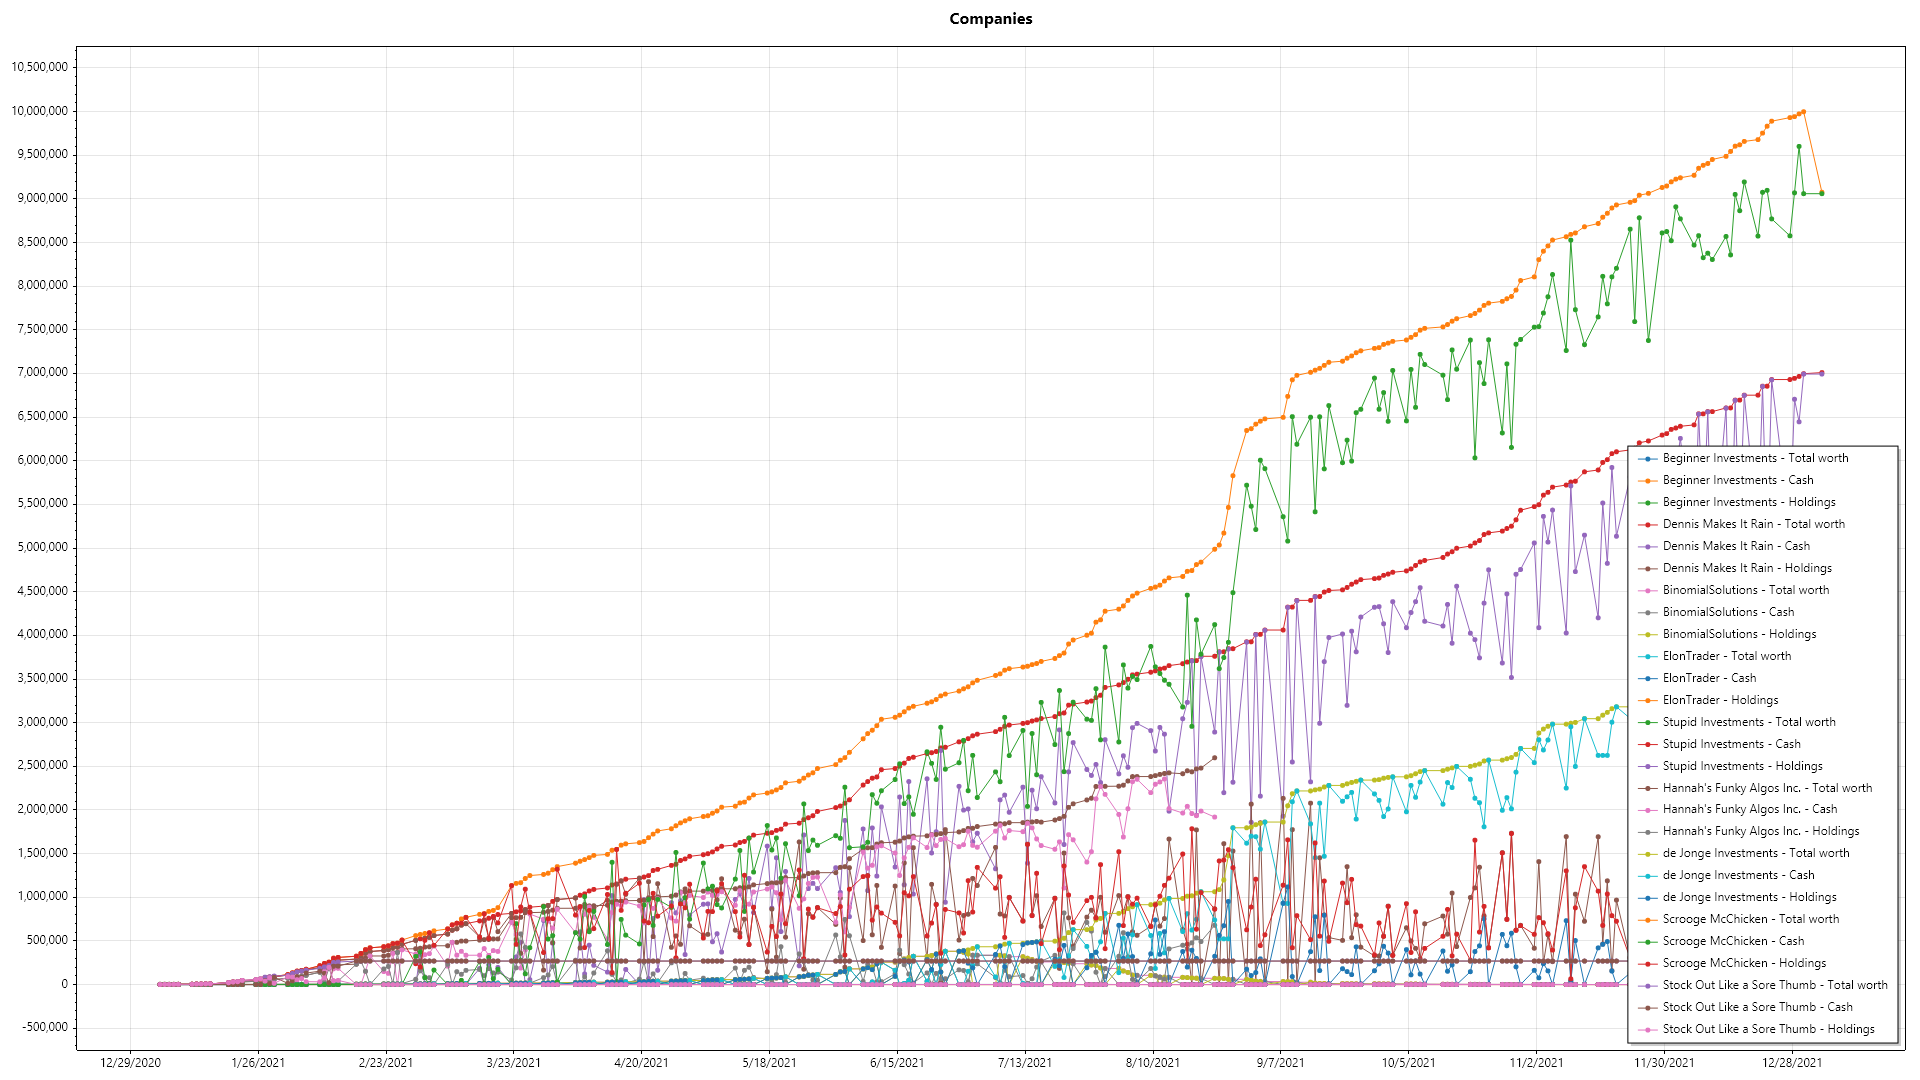 Companies
10,500,000
10,000,000
9,500,000
9,000,000
8,500,000
8,000,000
7,500,000
7,000,000
6,500,000
6,000,000
5,500,000
5,000,000
4,500,000
4,000,000
3,500,000
3,000,000
2,500,000
2,000,000
1,500,000
1,000,000
500,000
0
-500,000
Beginner Investments - Total worth
Beginner Investments - Cash
Beginner Investments - Holdings
Dennis Makes It Rain - Total worth
Dennis Makes It Rain - Cash
Dennis Makes It Rain - Holdings
BinomialSolutions - Total worth
BinomialSolutions - Cash
BinomialSolutions - Holdings
ElonTrader - Total worth
ElonTrader - Cash
ElonTrader - Holdings
Stupid Investments - Total worth
Stupid Investments - Cash
Stupid Investments - Holdings
Hannah's Funky Algos Inc. - Total worth
Hannah's Funky Algos Inc. - Cash
Hannah's Funky Algos Inc. - Holdings
de Jonge Investments - Total worth
de Jonge Investments - Cash
de Jonge Investments - Holdings
Scrooge McChicken - Total worth
Scrooge McChicken - Cash
Scrooge McChicken - Holdings
Stock Out Like a Sore Thumb - Total worth
Stock Out Like a Sore Thumb - Cash
Stock Out Like a Sore Thumb - Holdings
12/29/2020 1/26/2021 2/23/2021 3/23/2021 4/20/2021 5/18/2021 6/15/2021 7/13/2021 8/10/2021 9/7/2021 10/5/2021 11/2/2021 11/30/2021 12/28/2021